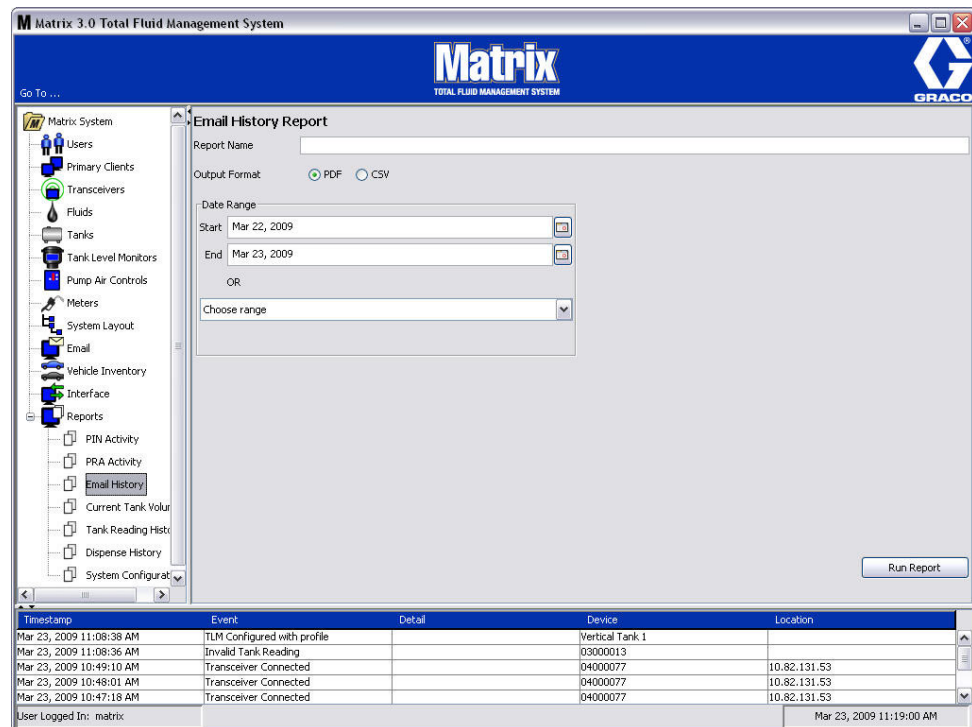 Matrix 3.0 Total Fluid Management System
Matrix
TOTAL FLUID MANAGEMENT SYSTEM
GRACO
Go To ...
Matrix System
Users
Primary Clients
Transceivers
Fluids
Tanks
Tank Level Monitors
Pump Air Controls
Meters
System Layout
Email
Vehicle Inventory
Interface
Reports
PIN Activity
PRA Activity
Email History
Current Tank Volur
Tank Reading Histo
Dispense History
System Configurat
Email History Report
Report Name
Output Format PDF CSV
Date Range
Start Mar 22, 2009
End Mar 23, 2009
OR
Choose range
Run Report
Timestamp Event Detail Device Location
Mar 23, 2009 11:08:38 AM TLM Configured with profile Vertical Tank 1
Mar 23, 2009 11:08:36 AM Invalid Tank Reading 03000013
Mar 23, 2009 10:49:10 AM Transceiver Connected 04000077 10.82.131.53
Mar 23, 2009 10:48:01 AM Transceiver Connected 04000077 10.82.131.53
Mar 23, 2009 10:47:18 AM Transceiver Connected 04000077 10.82.131.53
User Logged In: matrix Mar 23, 2009 11:19:00 AM